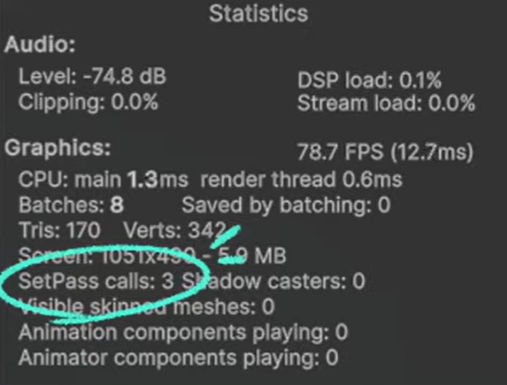 Statistics
Audio:
Level: -74.8 dB DSP load: 0.1%
Clipping: 0.0% Stream load: 0.0%
Graphics: 78.7 FPS (12.7ms)
CPU: main 1.3ms render thread 0.6ms
Batches: 8 Saved by batching: 0
Tris: 170 Verts: 342
Screen: 1051x490 - 5.9 MB
SetPass calls: 3 Shadow casters: 0
Visible skinned meshes: 0
Animation components playing: 0
Animator components playing: 0